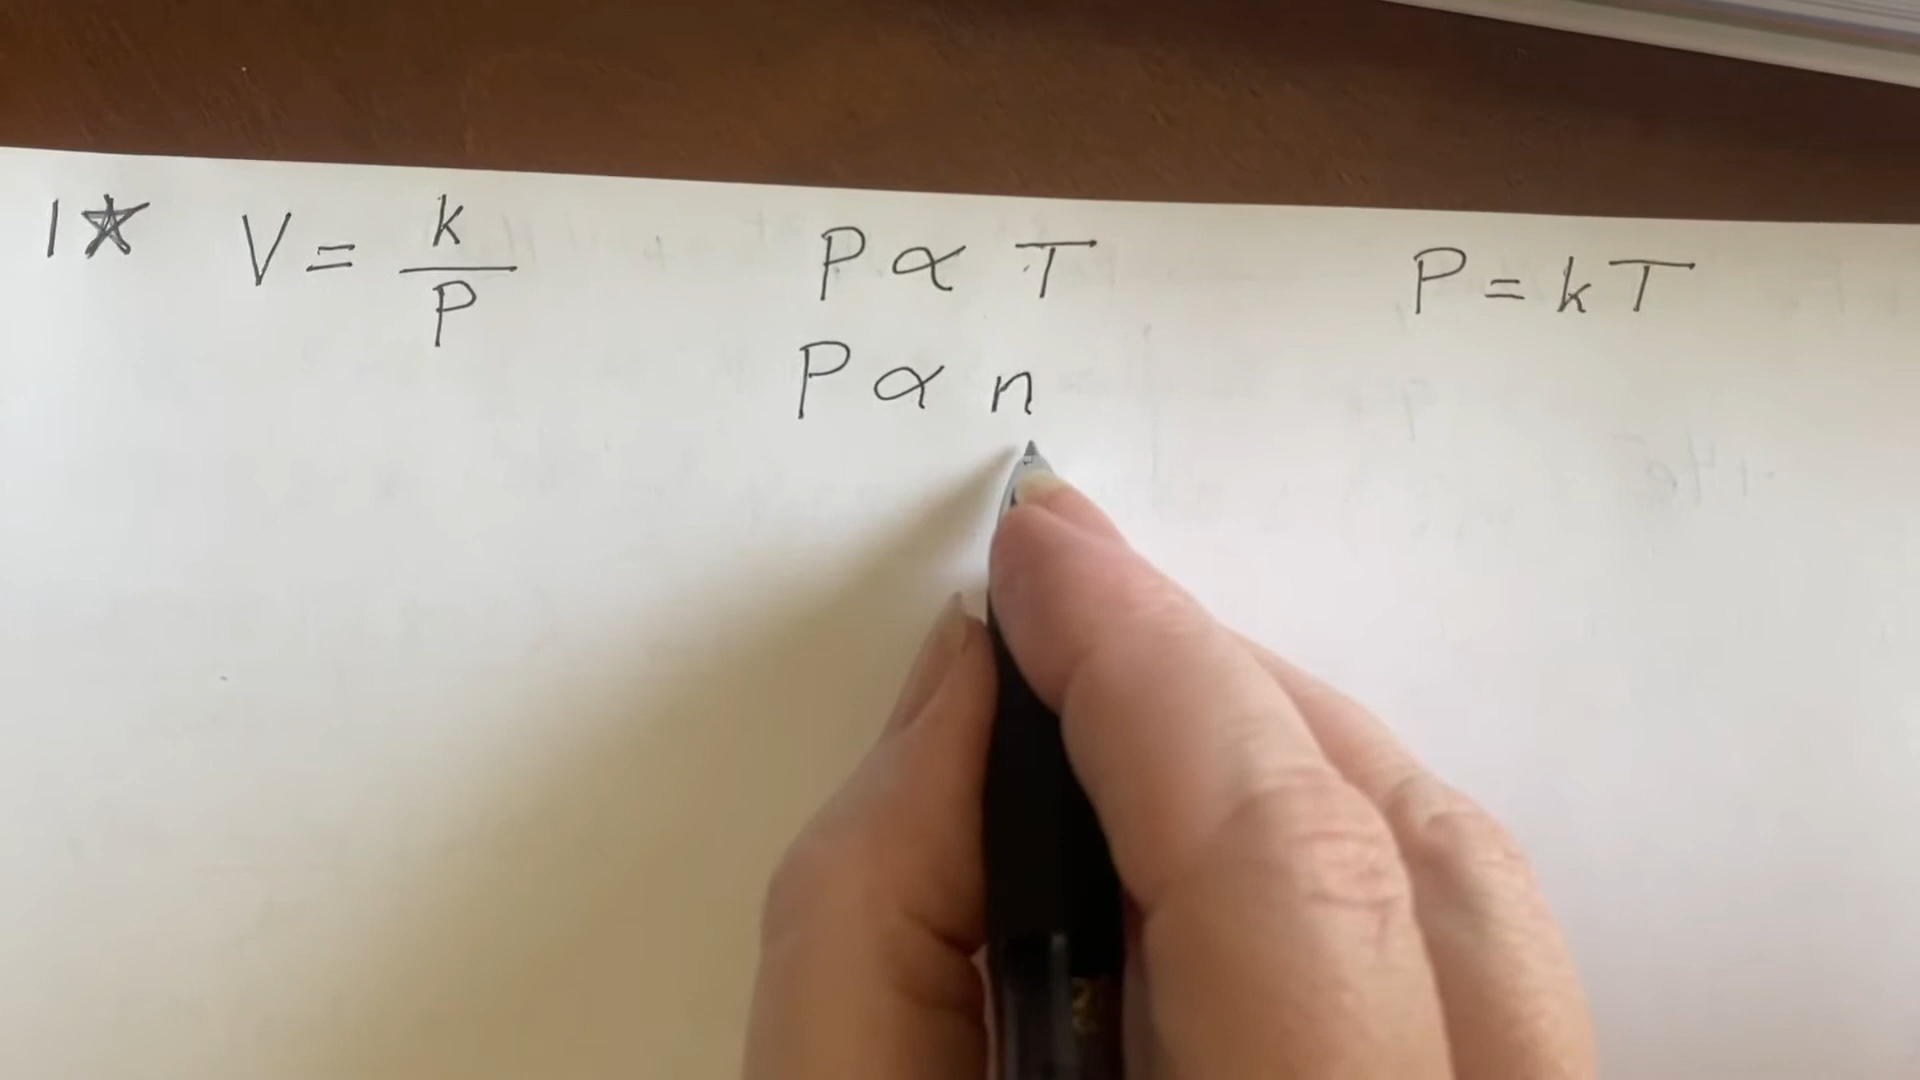 1☆ V = k/P P ∝ T P = kT
P ∝ n